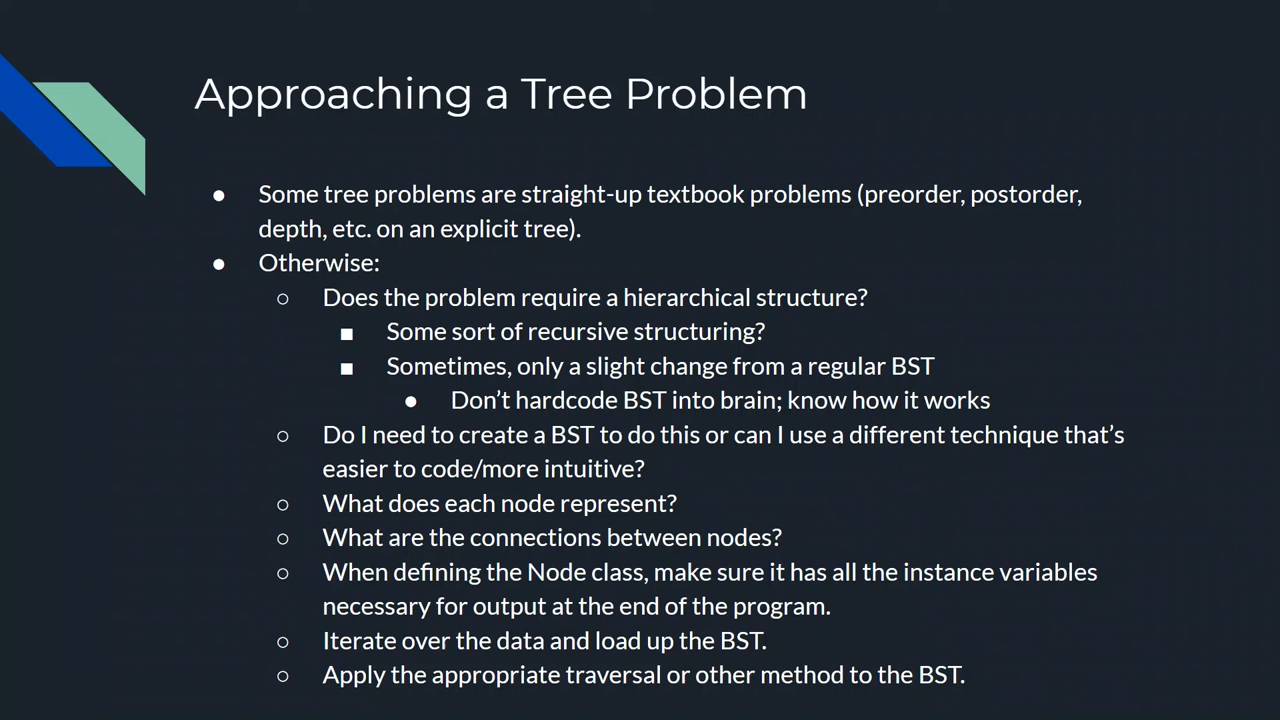 Approaching a Tree Problem
● Some tree problems are straight-up textbook problems (preorder, postorder,
depth, etc. on an explicit tree).
● Otherwise:
○ Does the problem require a hierarchical structure?
■ Some sort of recursive structuring?
■ Sometimes, only a slight change from a regular BST
● Don’t hardcode BST into brain; know how it works
○ Do I need to create a BST to do this or can I use a different technique that’s
easier to code/more intuitive?
○ What does each node represent?
○ What are the connections between nodes?
○ When defining the Node class, make sure it has all the instance variables
necessary for output at the end of the program.
○ Iterate over the data and load up the BST.
○ Apply the appropriate traversal or other method to the BST.